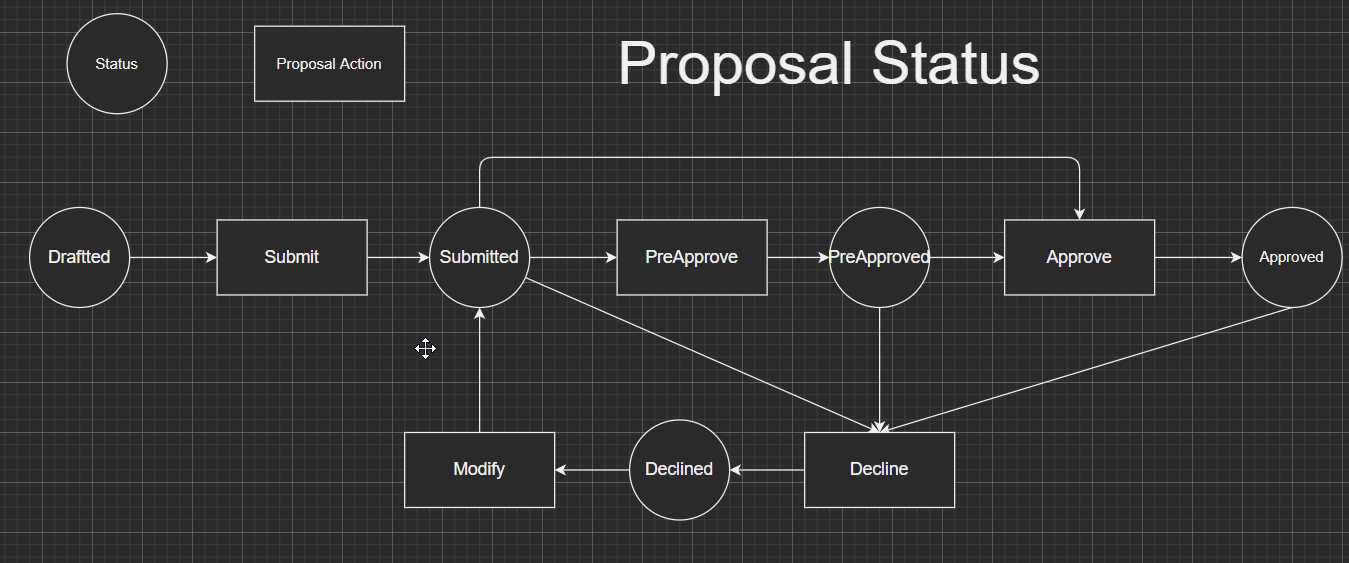 Status
Proposal Action
Proposal Status
Draftted
Submit
Submitted
PreApprove
PreApproved
Approve
Approved
Modify
Declined
Decline